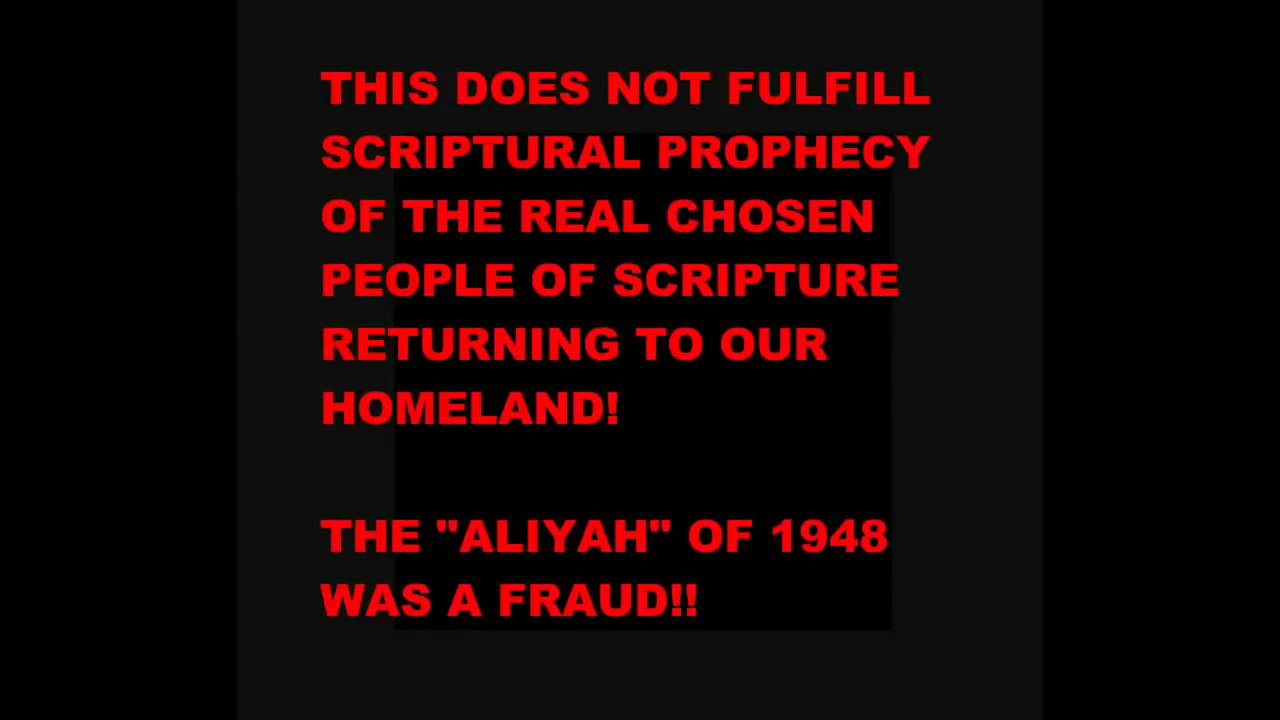 THIS DOES NOT FULFILL
SCRIPTURAL PROPHECY
OF THE REAL CHOSEN
PEOPLE OF SCRIPTURE
RETURNING TO OUR
HOMELAND!
THE "ALIYAH" OF 1948
WAS A FRAUD!!